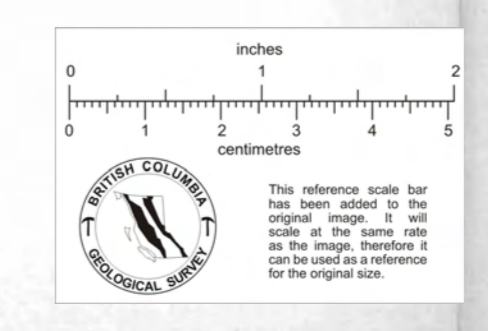 inches
0 1 2
0 1 2 3 4 5
centimetres
BRITISH COLUMBIA
GEOLOGICAL SURVEY
This reference scale bar
has been added to the
original image. It will
scale at the same rate
as the image, therefore it
can be used as a reference
for the original size.